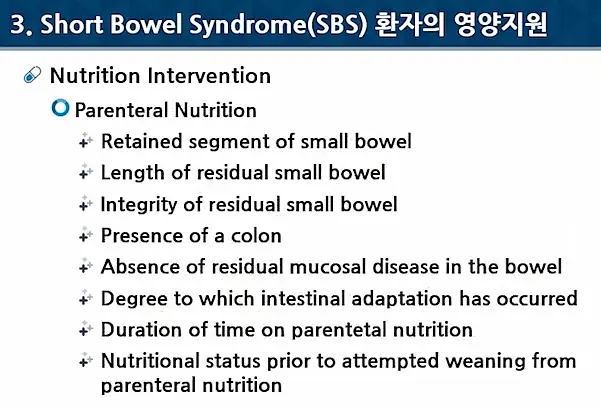 3. Short Bowel Syndrome(SBS) 환자의 영양지원
Nutrition Intervention
Parenteral Nutrition
Retained segment of small bowel
Length of residual small bowel
Integrity of residual small bowel
Presence of a colon
Absence of residual mucosal disease in the bowel
Degree to which intestinal adaptation has occurred
Duration of time on parentetal nutrition
Nutritional status prior to attempted weaning from
parenteral nutrition